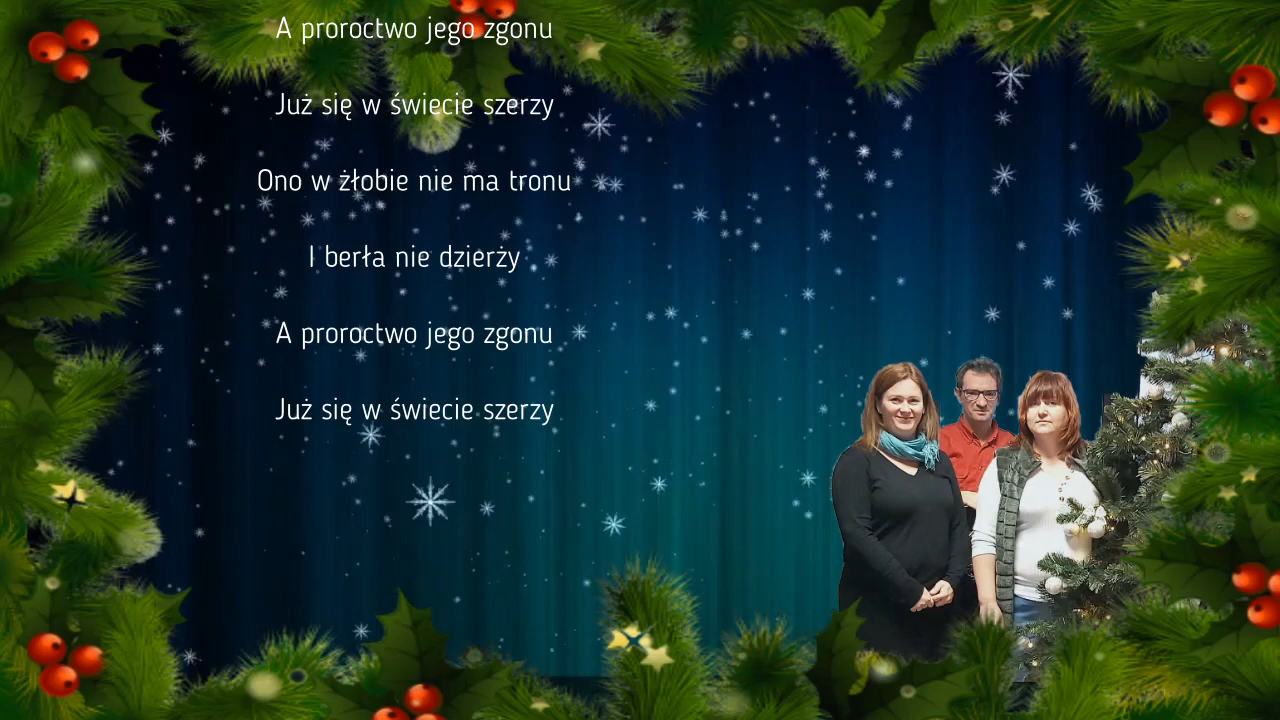 A proroctwo jego zgonu
Już się w świecie szerzy
Ono w żłobie nie ma tronu
I berła nie dzierży
A proroctwo jego zgonu
Już się w świecie szerzy